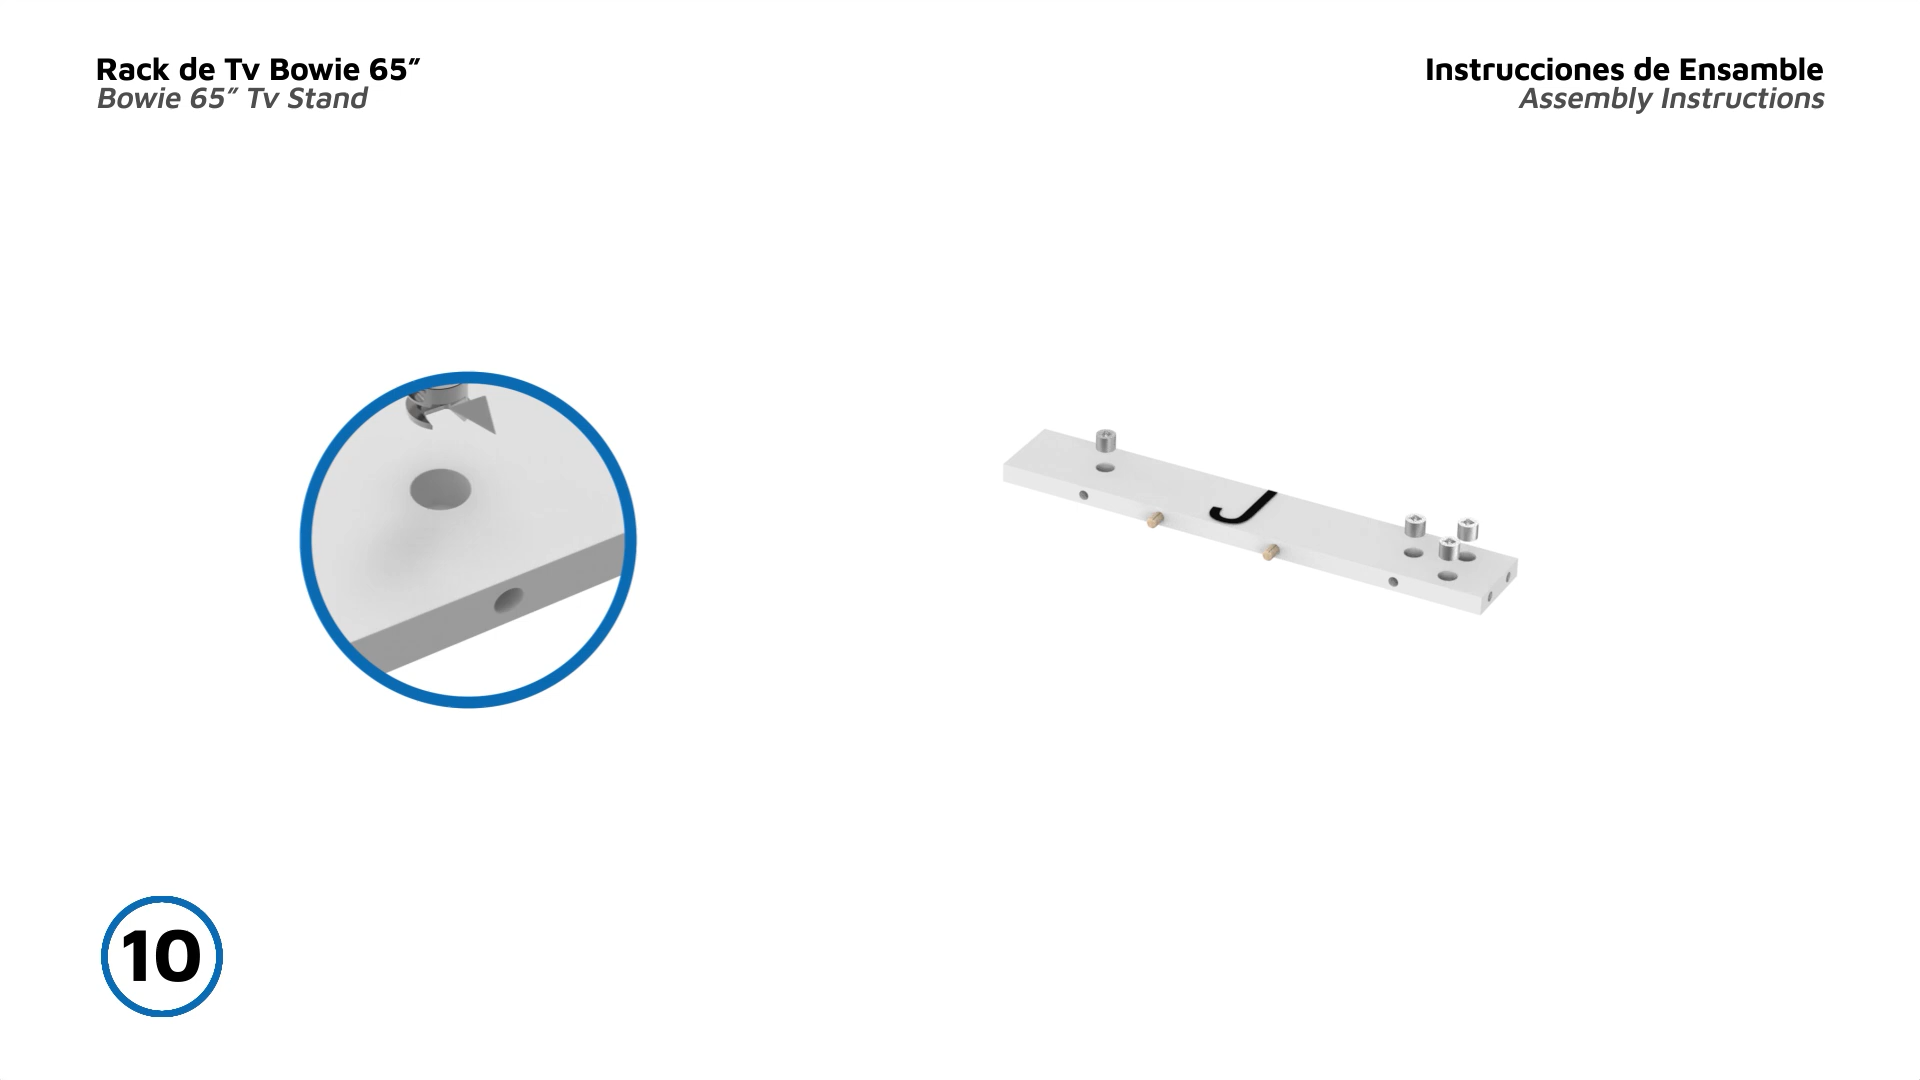 Rack de Tv Bowie 65”
Bowie 65” Tv Stand
Instrucciones de Ensamble
Assembly Instructions
J
10